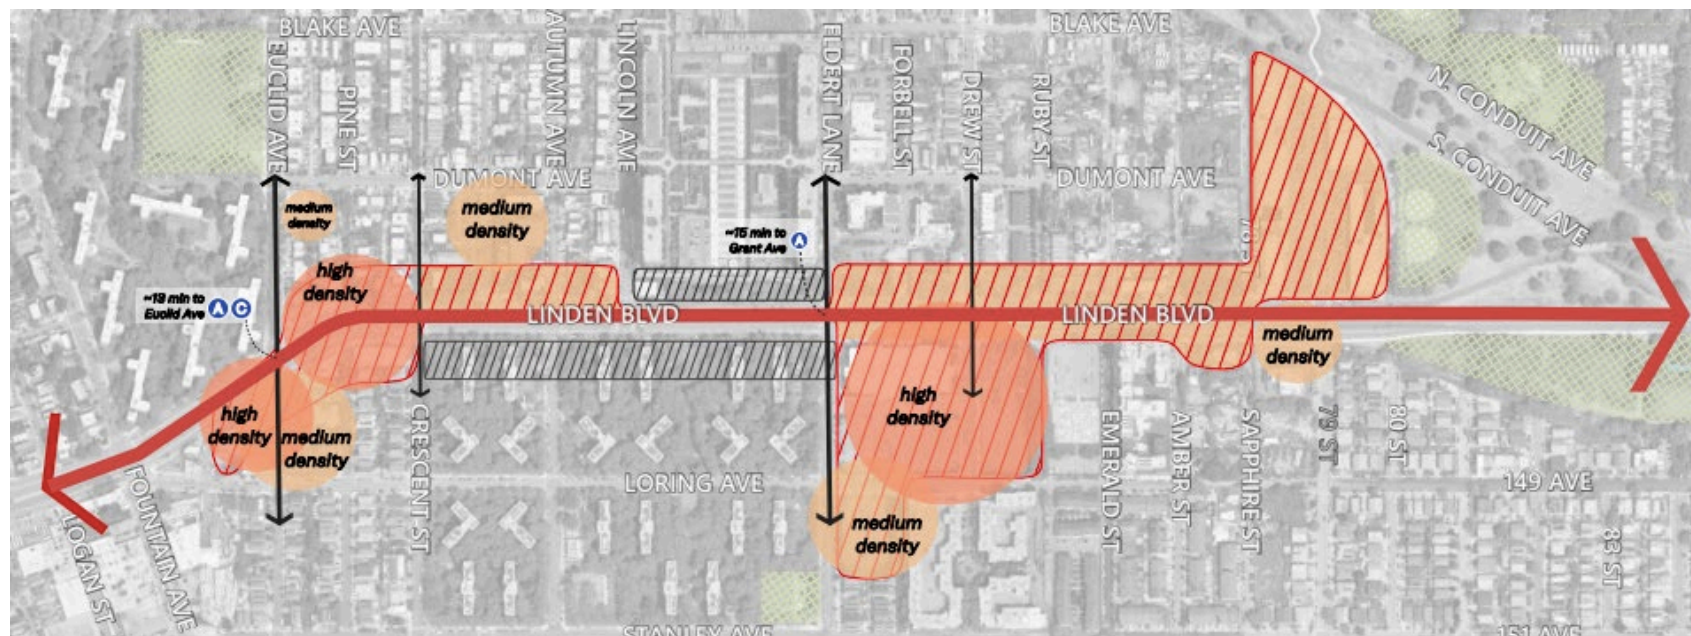 BLAKE AVE
BLAKE AVE
EUCLID AVE
PINE ST
AUTUMN AVE
LINCOLN AVE
ELDERT LANE
FORBELL ST
DREW ST
RUBY ST
N. CONDUIT AVE
S. CONDUIT AVE
DUMONT AVE
DUMONT AVE
medium
density
medium
density
~15 min to
Grant Ave A
high
density
~13 min to
Euclid Ave A C
LINDEN BLVD
LINDEN BLVD
medium
density
high
density
medium
density
high
density
CRESCENT ST
EMERALD ST
AMBER ST
SAPPHIRE ST
79 ST
80 ST
LORING AVE
149 AVE
FOUNTAIN AVE
LOGAN ST
medium
density
83 ST
STANLEY AVE
151 AVE